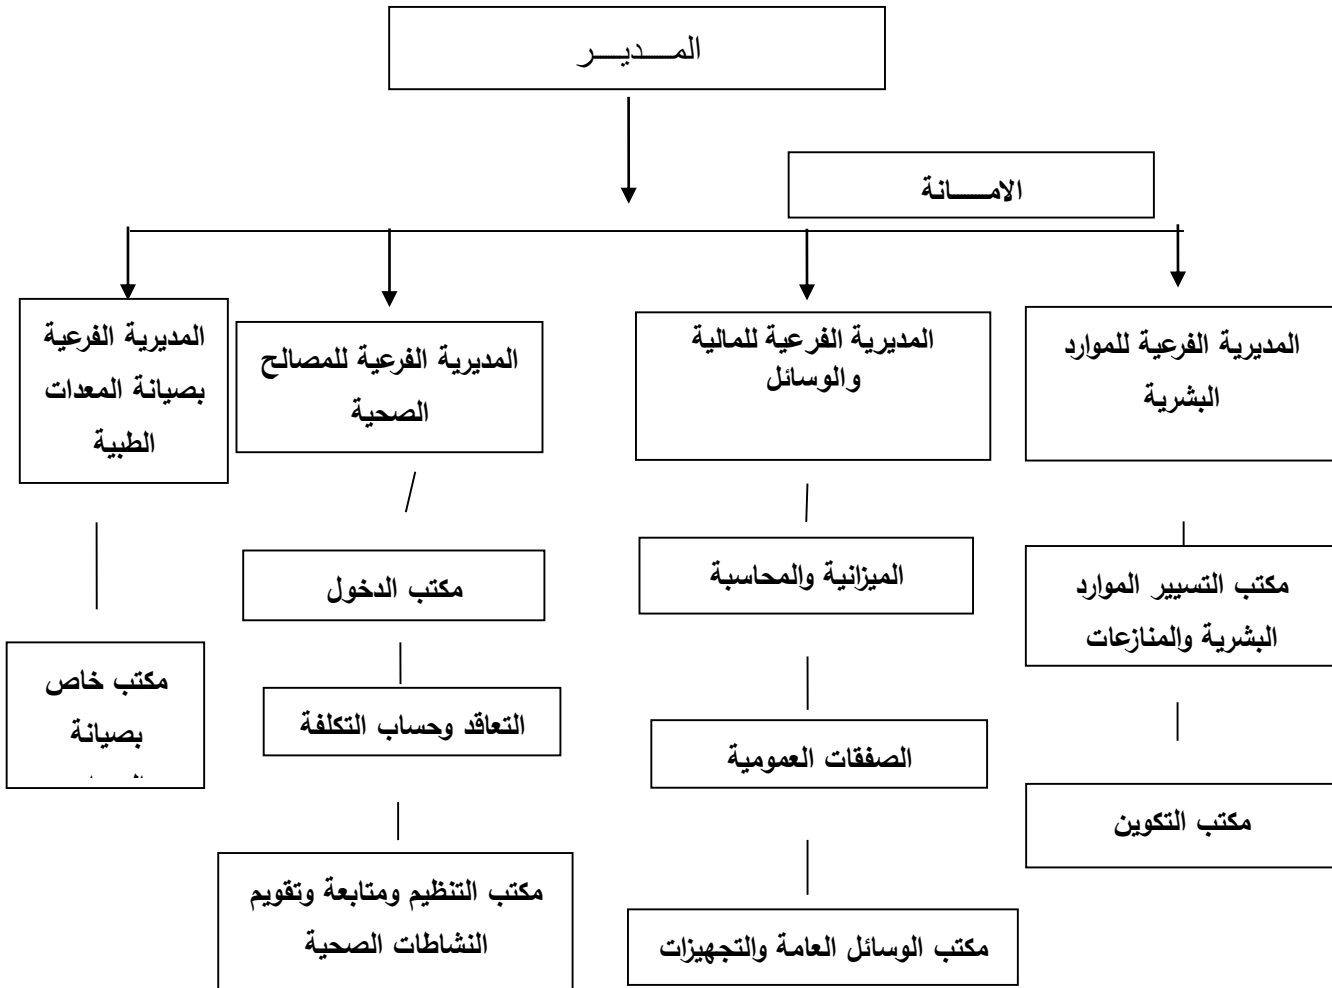 المـــديـــر
الامــــانة
المديرية الفرعية للموارد
البشرية
المديرية الفرعية للمالية
والوسائل
المديرية الفرعية للمصالح
الصحية
المديرية الفرعية
بصيانة المعدات
الطبية
مكتب التسيير الموارد
البشرية والمنازعات
الميزانية والمحاسبة
مكتب الدخول
مكتب خاص
بصيانة
التعاقد وحساب التكلفة
الصفقات العمومية
مكتب التكوين
مكتب التنظيم ومتابعة وتقويم
النشاطات الصحية
مكتب الوسائل العامة والتجهيزات